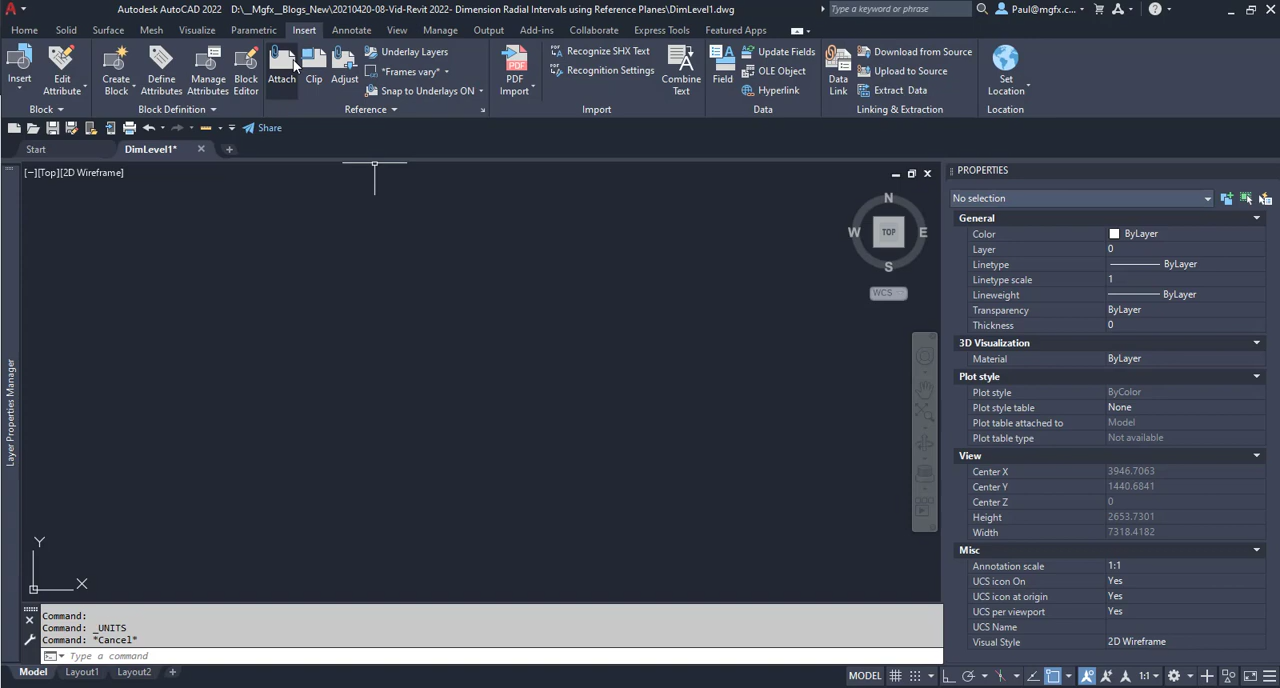 Autodesk AutoCAD 2022 D:\__Mgfx__Blogs_New\20210420-08-Vid-Revit 2022- Dimension Radial Intervals using Reference Planes\DimLevel1.dwg
Type a keyword or phrase
Paul@mgfx.c...
Home Solid Surface Mesh Visualize Parametric Insert Annotate View Manage Output Add-ins Collaborate Express Tools Featured Apps
Insert
Edit Attribute
Create Block
Define Attributes
Manage Attributes
Block Editor
Attach
Clip
Adjust
Underlay Layers
*Frames vary*
Snap to Underlays ON
PDF Import
Recognize SHX Text
Recognition Settings
Combine Text
Field
Update Fields
OLE Object
Hyperlink
Data Link
Download from Source
Upload to Source
Extract Data
Set Location
Block
Block Definition
Reference
Import
Data
Linking & Extraction
Location
Share
Start
DimLevel1*
[−][Top][2D Wireframe]
N
W TOP E
S
WCS
Y
X
PROPERTIES
No selection
General
Color ByLayer
Layer 0
Linetype ByLayer
Linetype scale 1
Lineweight ByLayer
Transparency ByLayer
Thickness 0
3D Visualization
Material ByLayer
Plot style
Plot style ByColor
Plot style table None
Plot table attached to Model
Plot table type Not available
View
Center X 3946.7063
Center Y 1440.6841
Center Z 0
Height 2653.7301
Width 7318.4182
Misc
Annotation scale 1:1
UCS icon On Yes
UCS icon at origin Yes
UCS per viewport Yes
UCS Name
Visual Style 2D Wireframe
Layer Properties Manager
Command:
Command: _UNITS
Command: *Cancel*
Type a command
Model Layout1 Layout2
MODEL
1:1